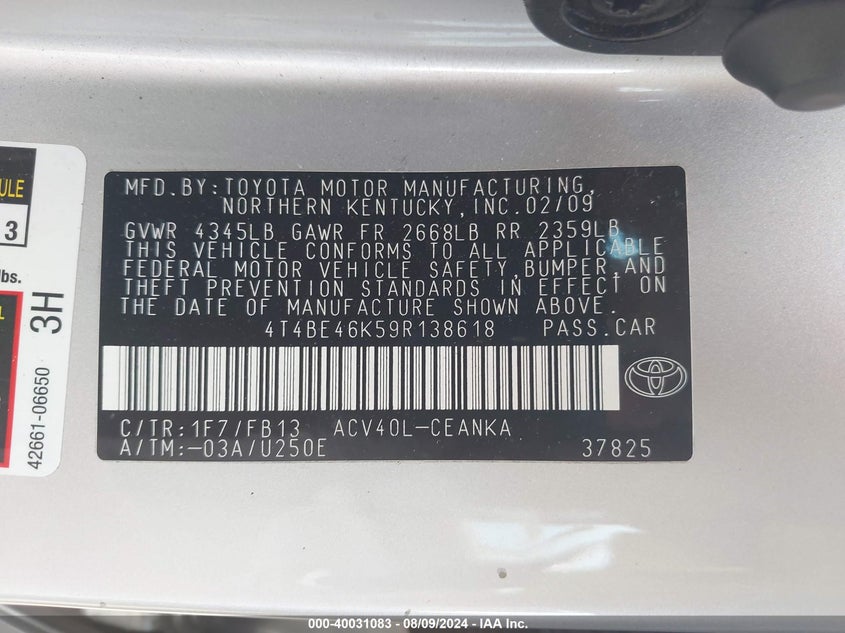 MFD.BY:TOYOTA MOTOR MANUFACTURING,
NORTHERN KENTUCKY,INC.02/09
GVWR 4345LB GAWR FR 2668LB RR 2359LB
THIS VEHICLE CONFORMS TO ALL APPLICABLE
FEDERAL MOTOR VEHICLE SAFETY,BUMPER,AND
THEFT PREVENTION STANDARDS IN EFFECT ON
THE DATE OF MANUFACTURE SHOWN ABOVE.
4T4BE46K59R138618 PASS.CAR
C/TR:1F7/FB13 ACV40L-CEANKA
A/TM:-03A/U250E 37825
3
lbs.
3H
42661-06650
000-40031083 - 08/09/2024 - IAA Inc.